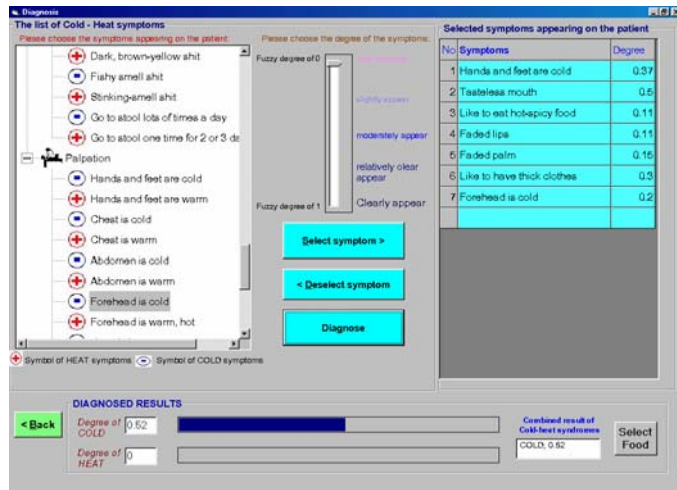 Diagnosis
The list of Cold - Heat symptoms
Please choose the symptoms appearing on the patient:
Dark, brown-yellow shit
Fishy smell shit
Stinking-smell shit
Go to stool lots of times a day
Go to stool one time for 2 or 3 da
Palpation
Hands and feet are cold
Hands and feet are warm
Chest is cold
Chest is warm
Abdomen is cold
Abdomen is warm
Forehead is cold
Forehead is warm, hot
Symbol of HEAT symptoms
Symbol of COLD symptoms
Please choose the degree of the symptoms:
Fuzzy degree of 0
slightly appear
moderately appear
relatively clear
appear
Fuzzy degree of 1
Clearly appear
Select symptom >
< Deselect symptom
Diagnose
Selected symptoms appearing on the patient
No Symptoms Degree
1 Hands and feet are cold 0.37
2 Tasteless mouth 0.5
3 Like to eat hot-spicy food 0.11
4 Faded lips 0.11
5 Faded palm 0.15
6 Like to have thick clothes 0.3
7 Forehead is cold 0.2
< Back
DIAGNOSED RESULTS
Degree of
COLD
0.52
Degree of
HEAT
0
Combined result of
Cold-heat syndromes
COLD, 0.52
Select
Food